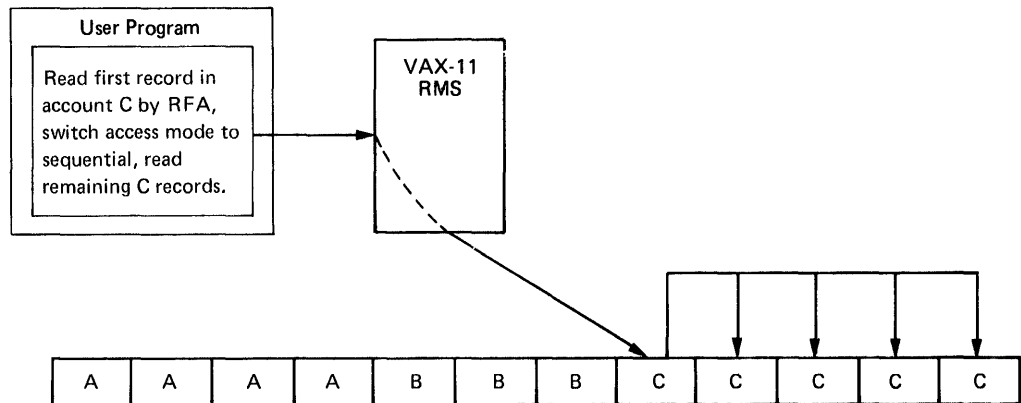 User Program
Read first record in
account C by RFA,
switch access mode to
sequential, read
remaining C records.
VAX-11
RMS
A A A A B B B C C C C C